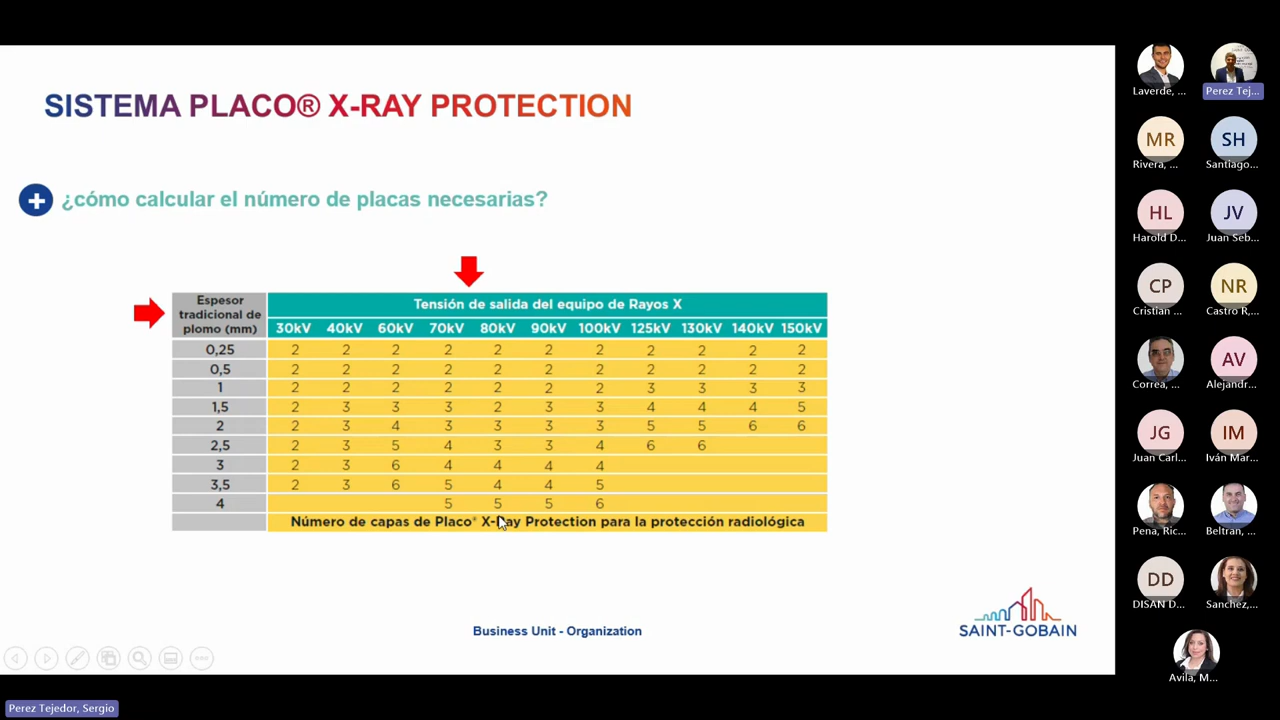 SISTEMA PLACO® X-RAY PROTECTION
¿cómo calcular el número de placas necesarias?
Espesor tradicional de plomo (mm)
Tensión de salida del equipo de Rayos X
30kV 40kV 60kV 70kV 80kV 90kV 100kV 125kV 130kV 140kV 150kV
0,25 2 2 2 2 2 2 2 2 2 2 2
0,5 2 2 2 2 2 2 2 2 2 2 2
1 2 2 2 2 2 2 2 3 3 3 3
1,5 2 3 3 3 2 3 3 4 4 4 5
2 2 3 4 3 3 3 3 5 5 6 6
2,5 2 3 5 4 3 3 4 6 6
3 2 3 6 4 4 4 4
3,5 2 3 6 5 4 4 5
4 5 5 5 6
Número de capas de Placo® X-Ray Protection para la protección radiológica
Business Unit - Organization
SAINT-GOBAIN
Laverde, ...
Perez Tej...
MR
Rivera, ...
SH
Santiago...
HL
Harold D...
JV
Juan Seb...
CP
Cristian ...
NR
Castro R,...
Correa, ...
AV
Alejandr...
JG
Juan Carl...
IM
Iván Mar...
Pena, Ric...
Beltran, ...
DD
DISAN D...
Sanchez,...
Avila, M...
Perez Tejedor, Sergio